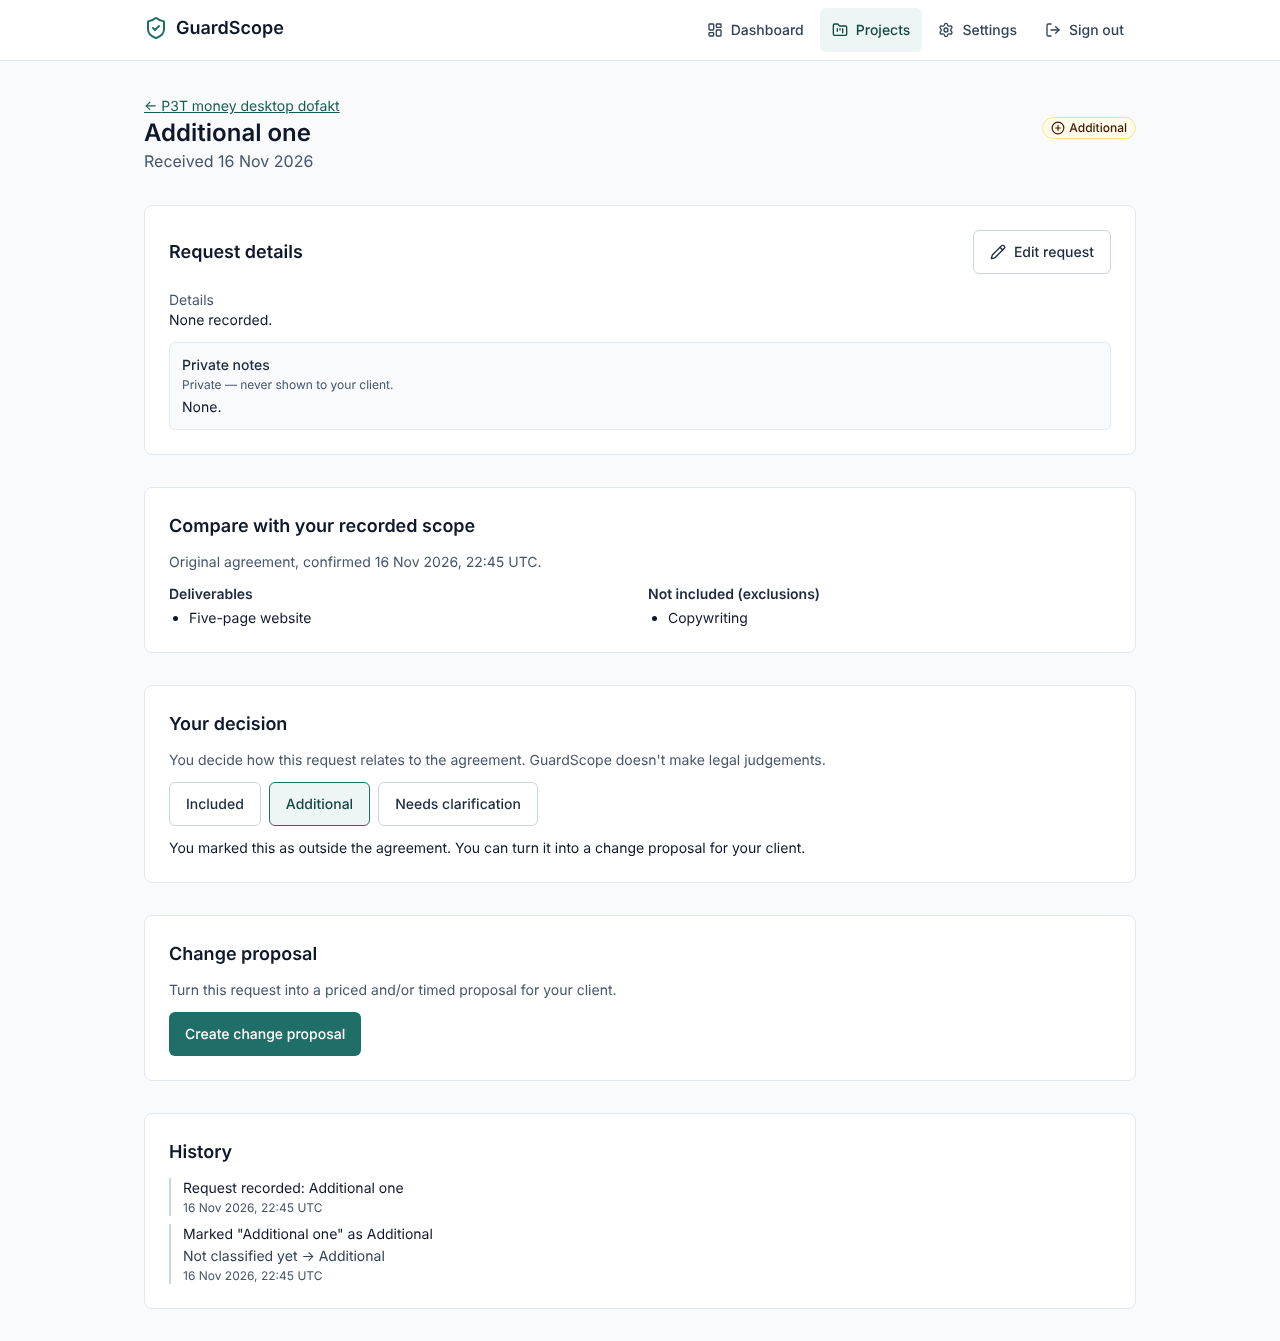 GuardScope
Dashboard
Projects
Settings
Sign out
← P3T money desktop dofakt
Additional one
Additional
Received 16 Nov 2026
Request details
Edit request
Details
None recorded.
Private notes
Private — never shown to your client.
None.
Compare with your recorded scope
Original agreement, confirmed 16 Nov 2026, 22:45 UTC.
Deliverables
• Five-page website
Not included (exclusions)
• Copywriting
Your decision
You decide how this request relates to the agreement. GuardScope doesn't make legal judgements.
Included
Additional
Needs clarification
You marked this as outside the agreement. You can turn it into a change proposal for your client.
Change proposal
Turn this request into a priced and/or timed proposal for your client.
Create change proposal
History
Request recorded: Additional one
16 Nov 2026, 22:45 UTC
Marked "Additional one" as Additional
Not classified yet → Additional
16 Nov 2026, 22:45 UTC